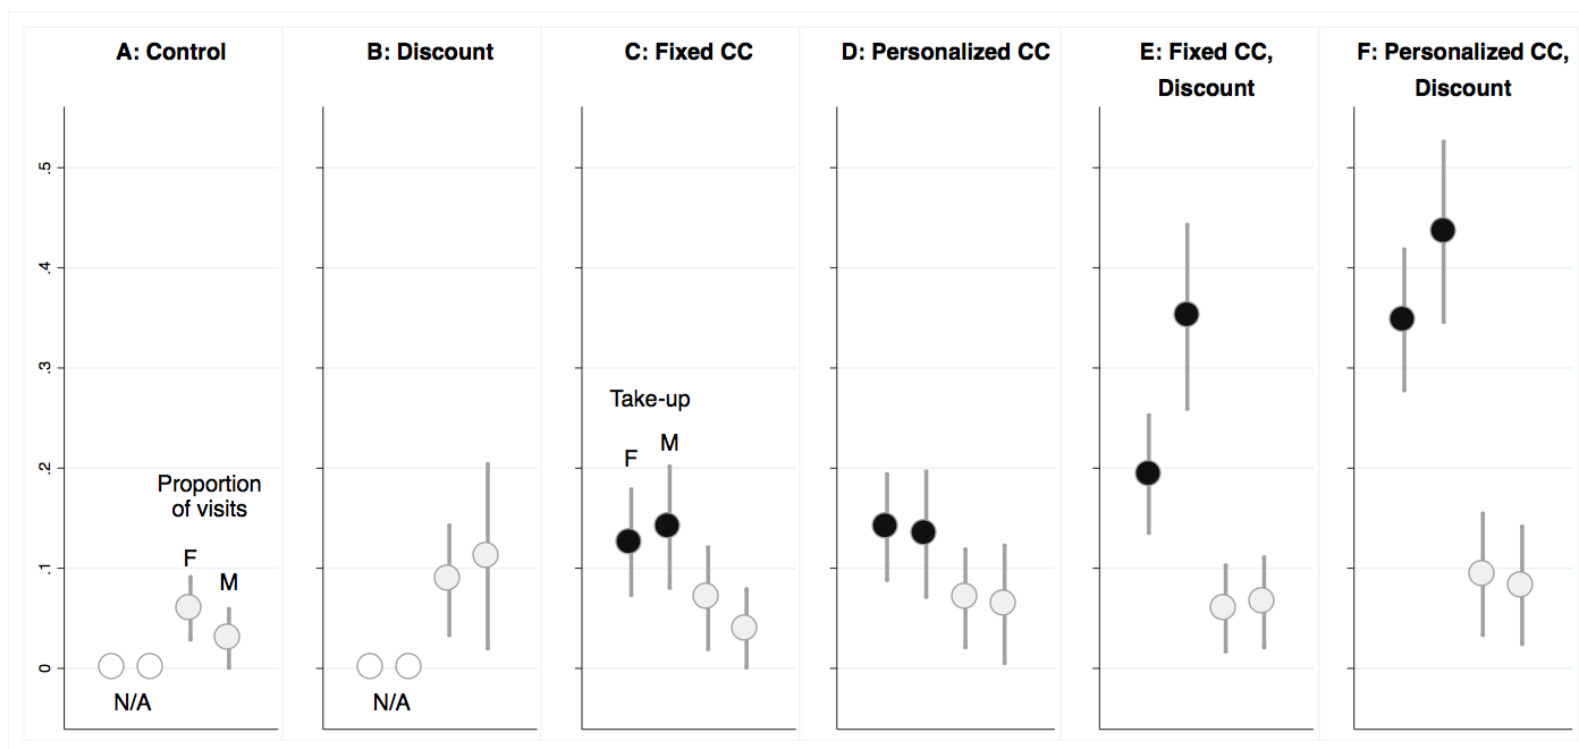 A: Control
B: Discount
C: Fixed CC
D: Personalized CC
E: Fixed CC,
Discount
F: Personalized CC,
Discount
.5
.4
.3
.2
.1
0
Proportion
of visits
F
M
N/A
N/A
Take-up
F
M